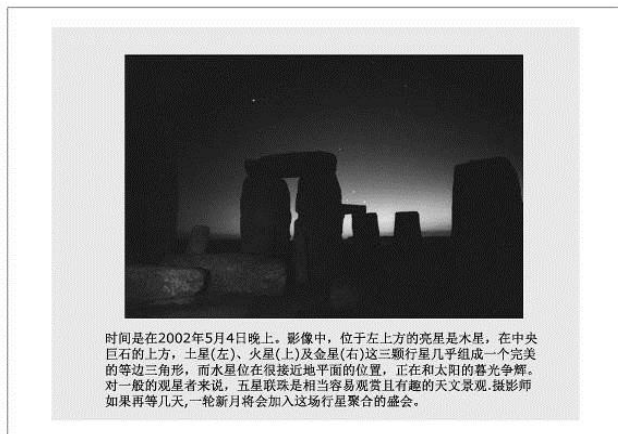 时间是在2002年5月4日晚上。影像中，位于左上方的亮星是木星，在中央
巨石的上方，土星(左)、火星(上)及金星(右)这三颗行星几乎组成一个完美
的等边三角形，而水星位在很接近地平面的位置，正在和太阳的暮光争辉。
对一般的观星者来说，五星联珠是相当容易观赏且有趣的天文景观.摄影师
如果再等几天,一轮新月将会加入这场行星聚合的盛会。